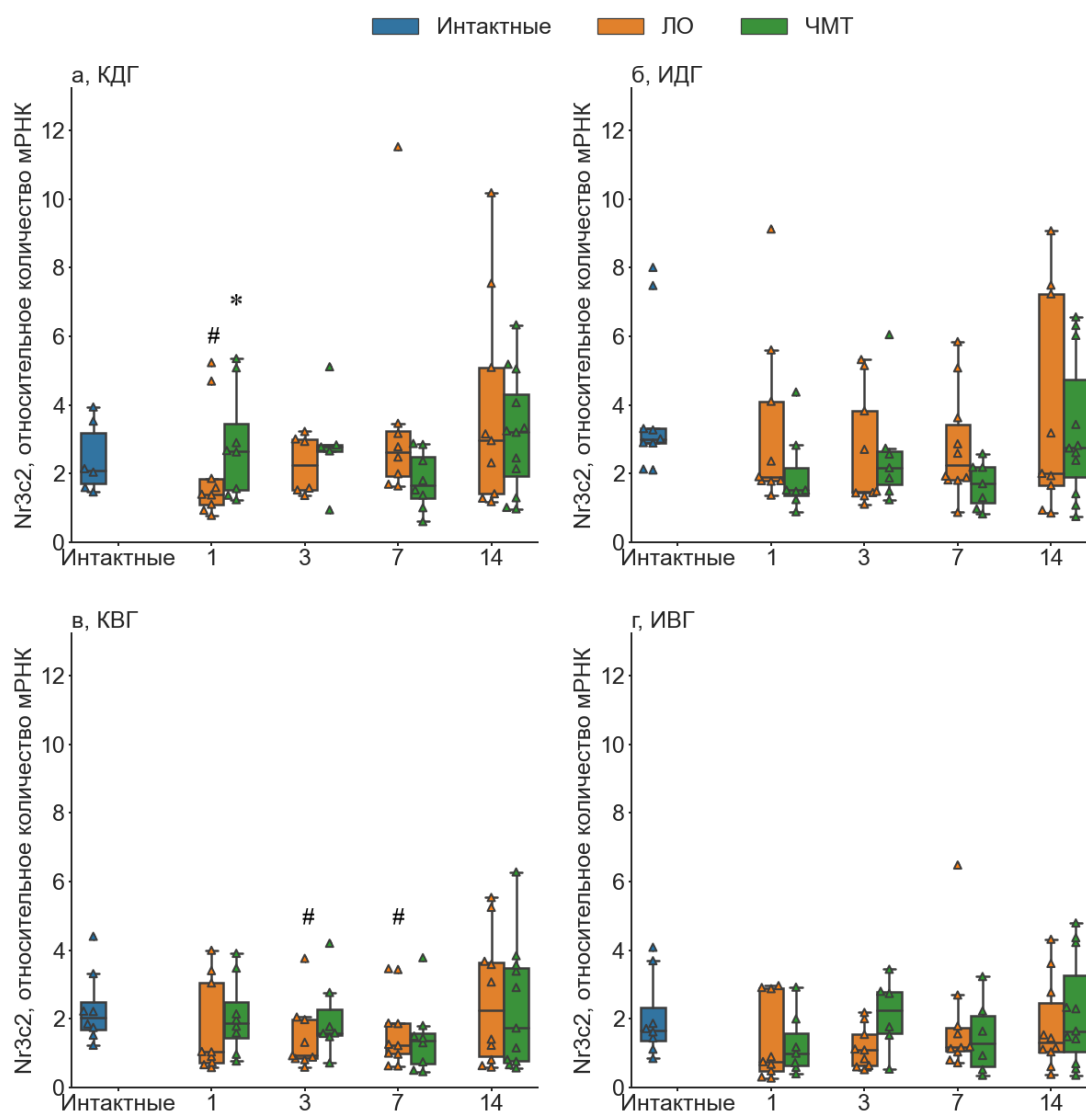 Интактные ЛО ЧМТ
а, КДГ
Nr3c2, относительное количество мРНК
12
10
8
6
4
2
0
*
#
Интактные 1 3 7 14
б, ИДГ
Nr3c2, относительное количество мРНК
12
10
8
6
4
2
0
Интактные 1 3 7 14
в, КВГ
Nr3c2, относительное количество мРНК
12
10
8
6
4
2
0
# #
Интактные 1 3 7 14
г, ИВГ
Nr3c2, относительное количество мРНК
12
10
8
6
4
2
0
Интактные 1 3 7 14